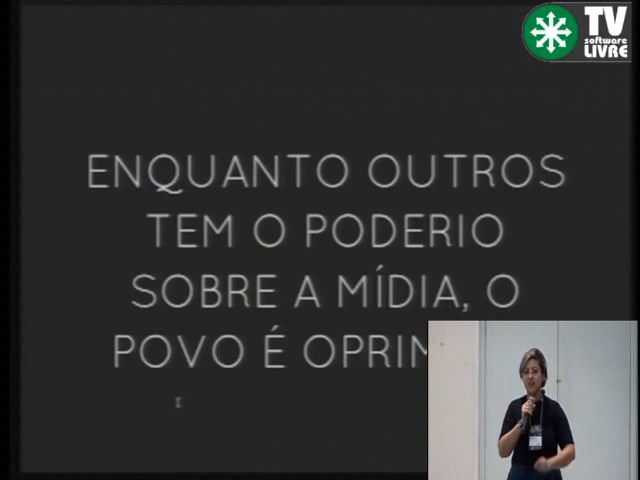 TV
software
LIVRE
ENQUANTO OUTROS
TEM O PODERIO
SOBRE A MÍDIA, O
POVO É